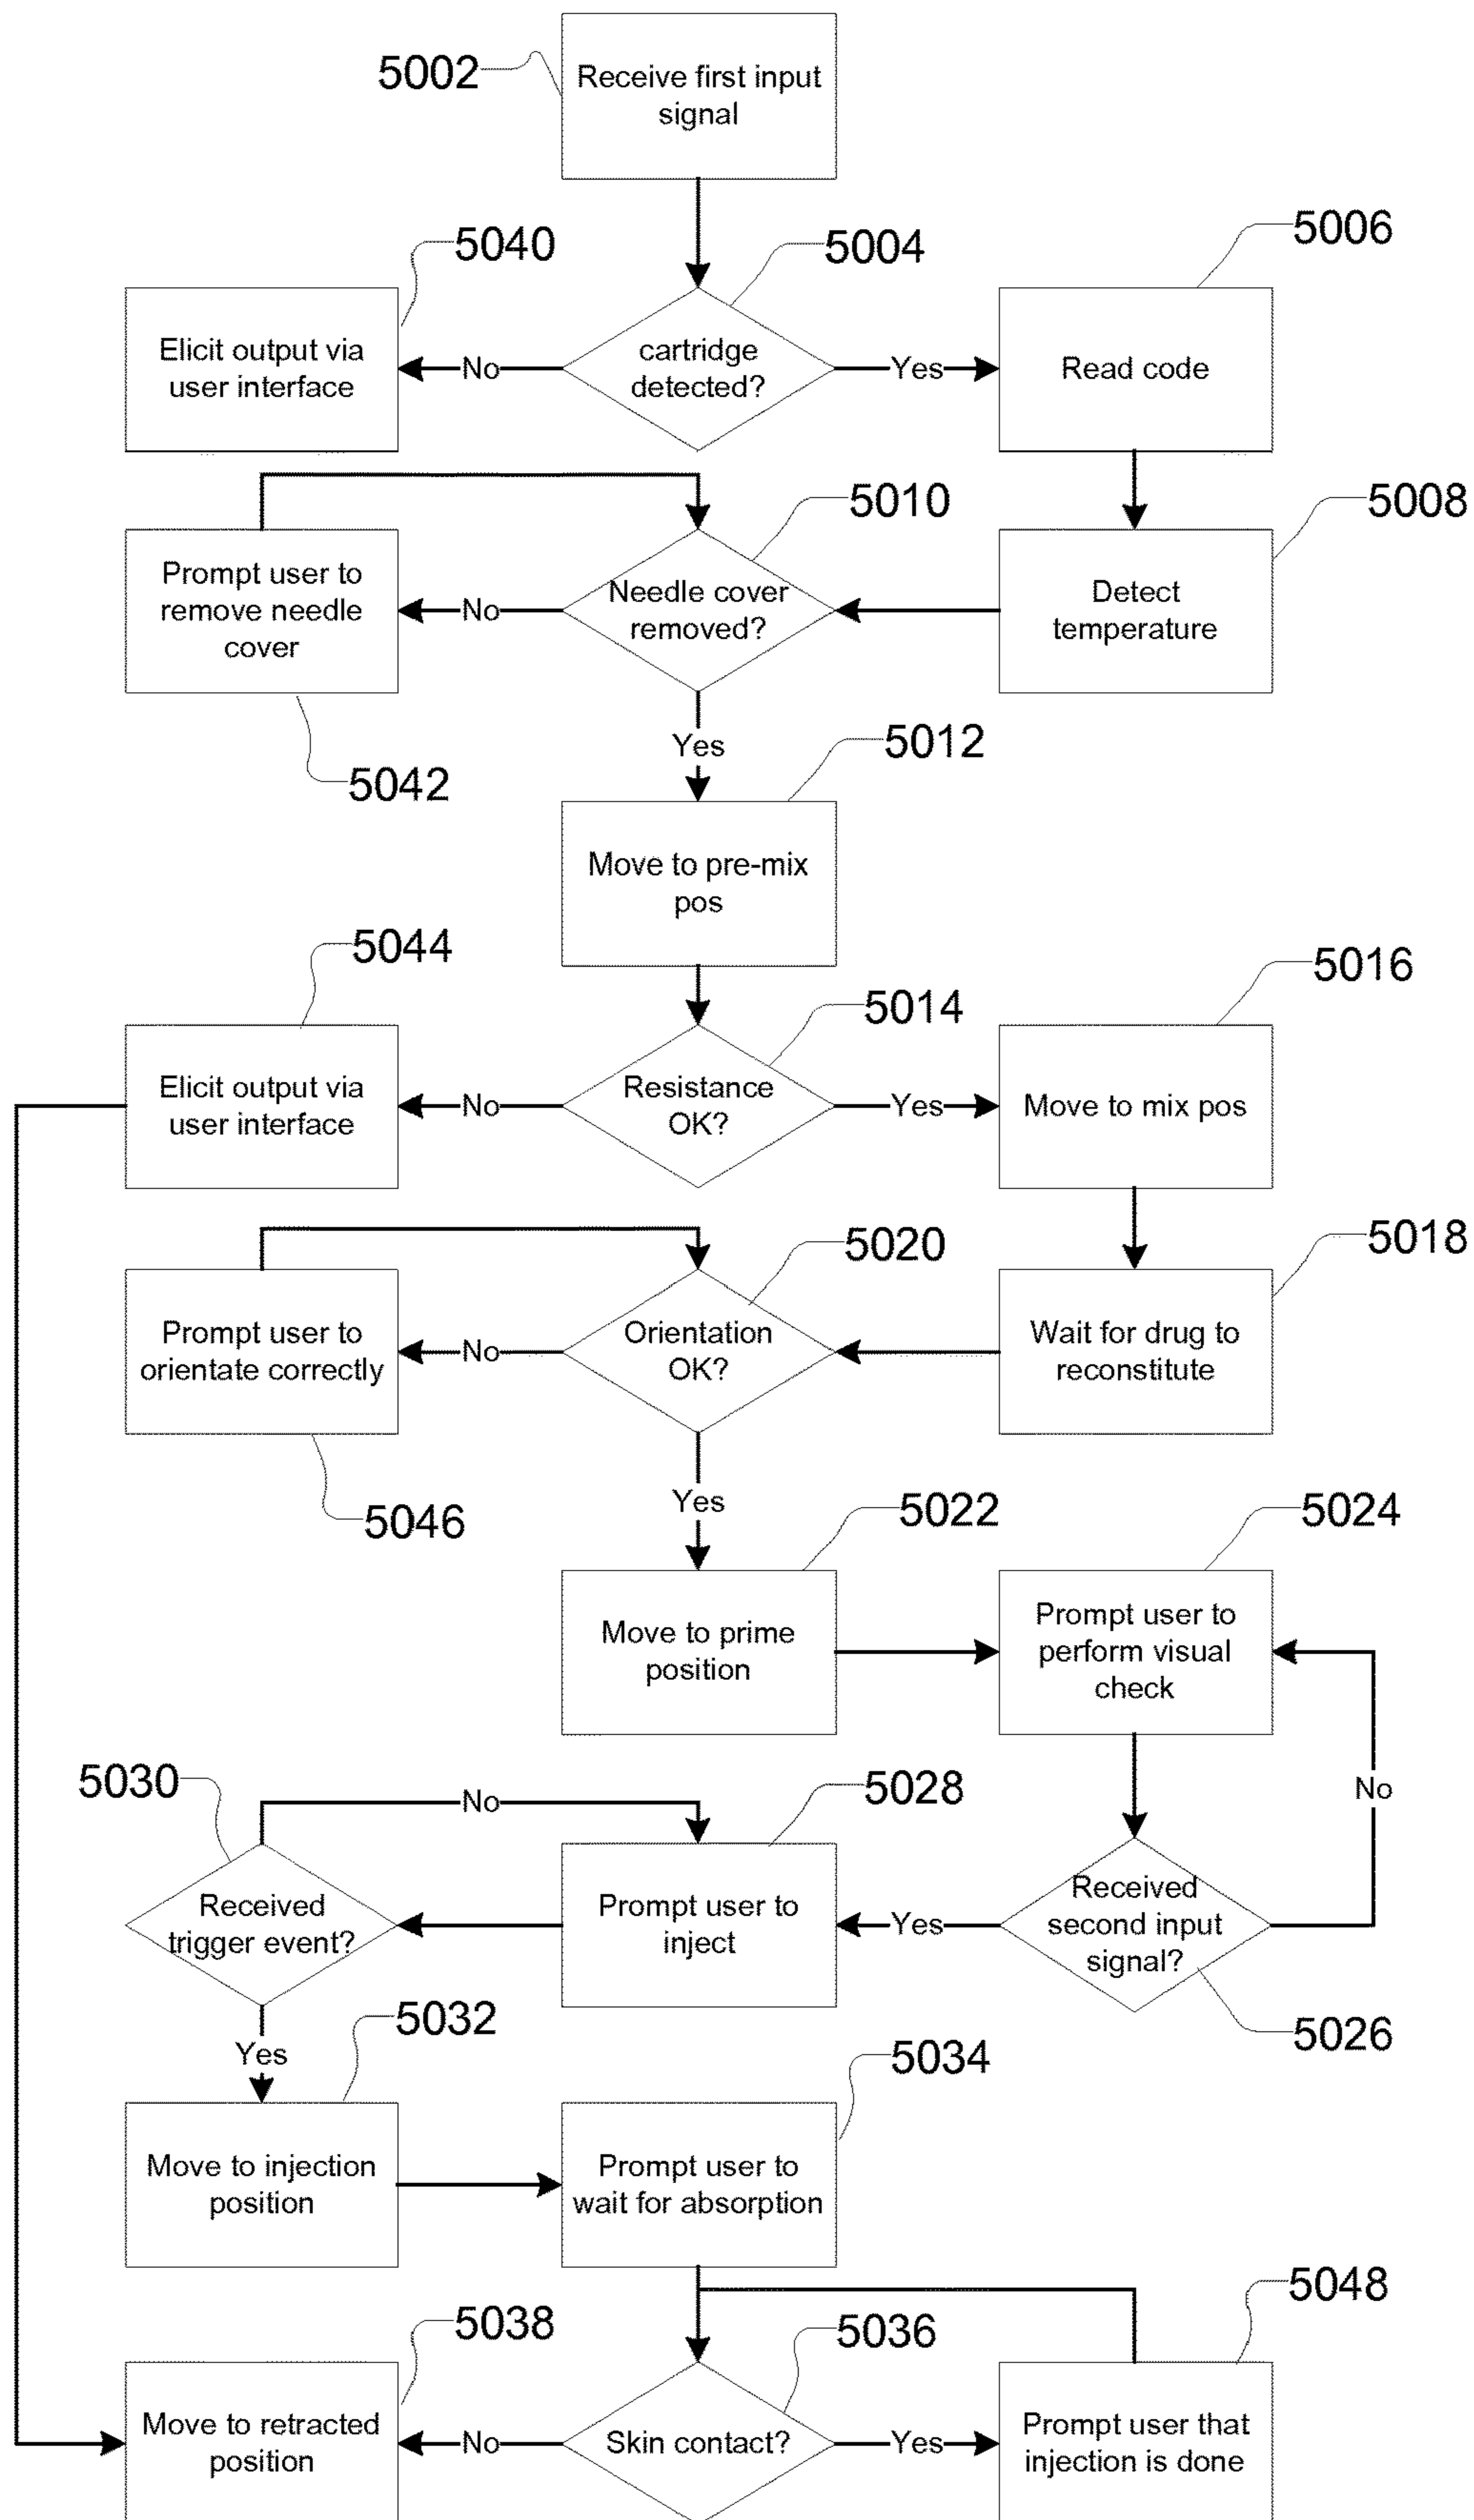 5002
Receive first input
signal
5040
5004
5006
Elicit output via
user interface
No
cartridge
detected?
Yes
Read code
5010
5008
Prompt user to
remove needle
cover
No
Needle cover
removed?
Detect
temperature
Yes
5012
5042
Move to pre-mix
pos
5044
5016
5014
Elicit output via
user interface
No
Resistance
OK?
Yes
Move to mix pos
5020
5018
Prompt user to
orientate correctly
No
Orientation
OK?
Wait for drug to
reconstitute
Yes
5022
5024
5046
Move to prime
position
Prompt user to
perform visual
check
5030
No
5028
No
Received
trigger event?
Prompt user to
inject
Yes
Received
second input
signal?
5032
5026
Yes
5034
Move to injection
position
Prompt user to
wait for absorption
5048
5038
5036
Move to retracted
position
No
Skin contact?
Yes
Prompt user that
injection is done